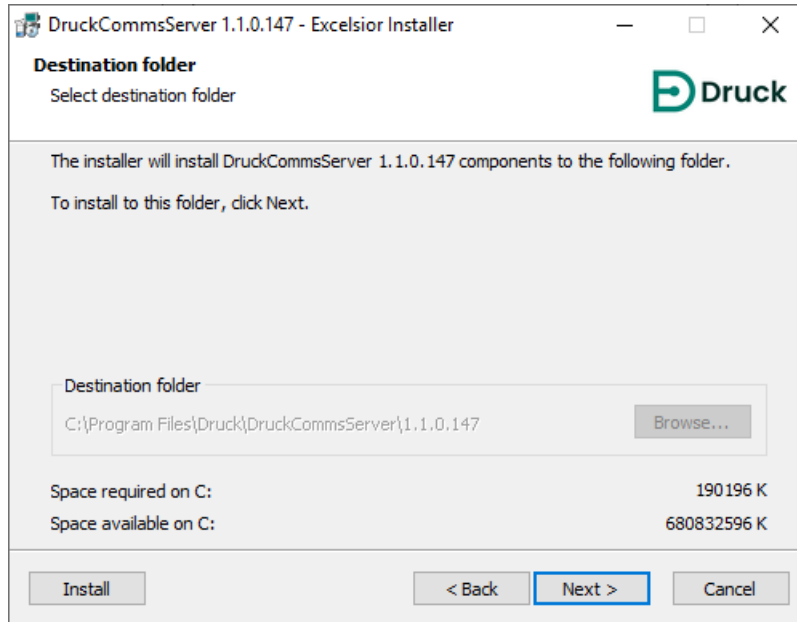 DruckCommsServer 1.1.0.147 - Excelsior Installer
Destination folder
Select destination folder
Druck
The installer will install DruckCommsServer 1.1.0.147 components to the following folder.
To install to this folder, click Next.
Destination folder
C:\Program Files\Druck\DruckCommsServer\1.1.0.147
Browse...
Space required on C: 190196 K
Space available on C: 680832596 K
Install < Back Next > Cancel